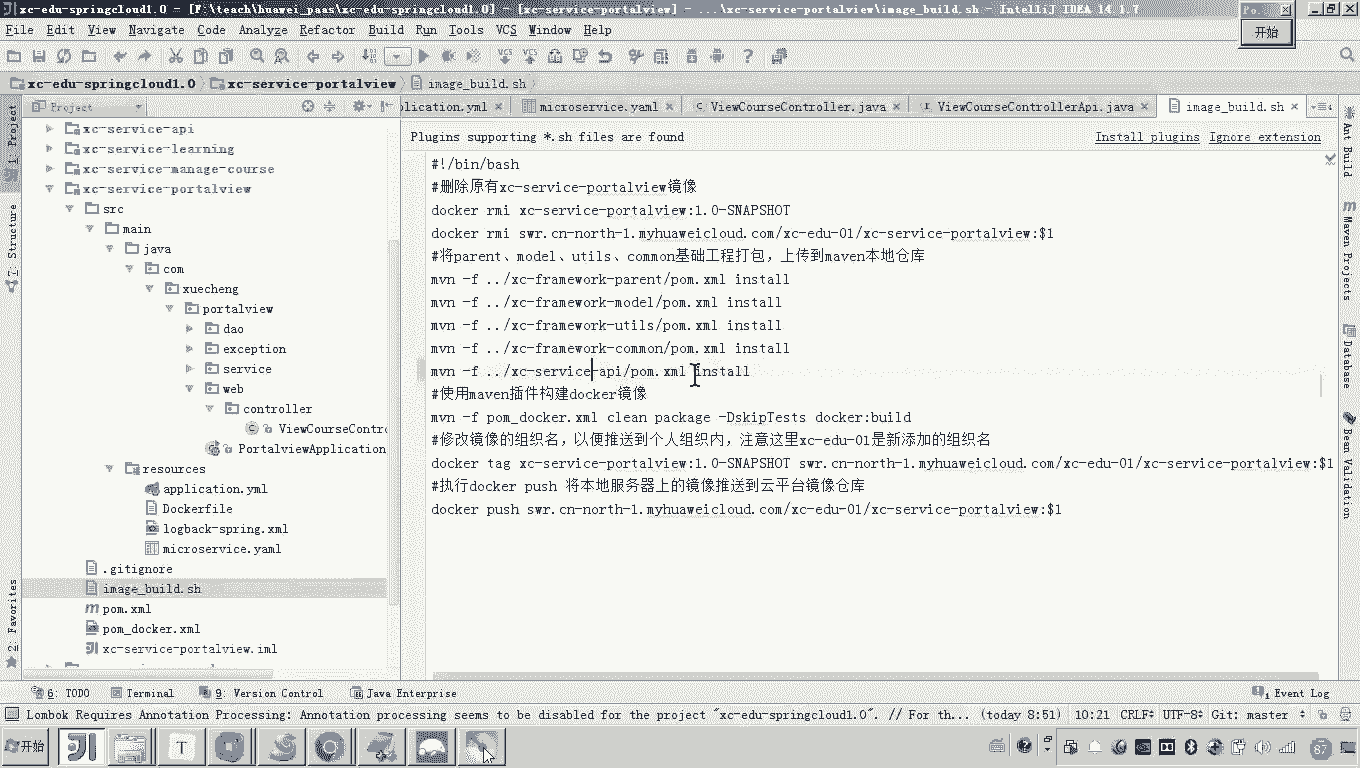 xc-edu-springcloud1.0 - [F:\teach\huawei_paas\xc-edu-springcloud1.0] - [xc-service-portalview] - ...\xc-service-portalview\image_build.sh - IntelliJ IDEA 14.1.7
开始
File Edit View Navigate Code Analyze Refactor Build Run Tools VCS Window Help
xc-edu-springcloud1.0 xc-service-portalview image_build.sh
Project
plication.yml microservice.yaml ViewCourseController.java ViewCourseControllerApi.java image_build.sh
Plugins supporting *.sh files are found Install plugins Ignore extension
1: Project
7: Structure
2: Favorites
xc-service-api
xc-service-learning
xc-service-manage-course
xc-service-portalview
src
main
java
com
xuecheng
portalview
dao
exception
service
web
controller
ViewCourseContro
PortalviewApplication
resources
application.yml
Dockerfile
logback-spring.xml
microservice.yaml
.gitignore
image_build.sh
pom.xml
pom_docker.xml
xc-service-portalview.iml
#!/bin/bash
#删除原有xc-service-portalview镜像
docker rmi xc-service-portalview:1.0-SNAPSHOT
docker rmi swr.cn-north-1.myhuaweicloud.com/xc-edu-01/xc-service-portalview:$1
#将parent、model、utils、common基础工程打包，上传到maven本地仓库
mvn -f ../xc-framework-parent/pom.xml install
mvn -f ../xc-framework-model/pom.xml install
mvn -f ../xc-framework-utils/pom.xml install
mvn -f ../xc-framework-common/pom.xml install
mvn -f ../xc-service-api/pom.xml install
#使用maven插件构建docker镜像
mvn -f pom_docker.xml clean package -DskipTests docker:build
#修改镜像的组织名，以便推送到个人组织内，注意这里xc-edu-01是新添加的组织名
docker tag xc-service-portalview:1.0-SNAPSHOT swr.cn-north-1.myhuaweicloud.com/xc-edu-01/xc-service-portalview:$1
#执行docker push 将本地服务器上的镜像推送到云平台镜像仓库
docker push swr.cn-north-1.myhuaweicloud.com/xc-edu-01/xc-service-portalview:$1
Ant Build
Maven Projects
Database
Bean Validation
6: TODO Terminal 9: Version Control Java Enterprise 1 Event Log
Lombok Requires Annotation Processing: Annotation processing seems to be disabled for the project "xc-edu-springcloud1.0". // For th... (today 8:51) 10:21 CRLF UTF-8 Git: master
开始
87